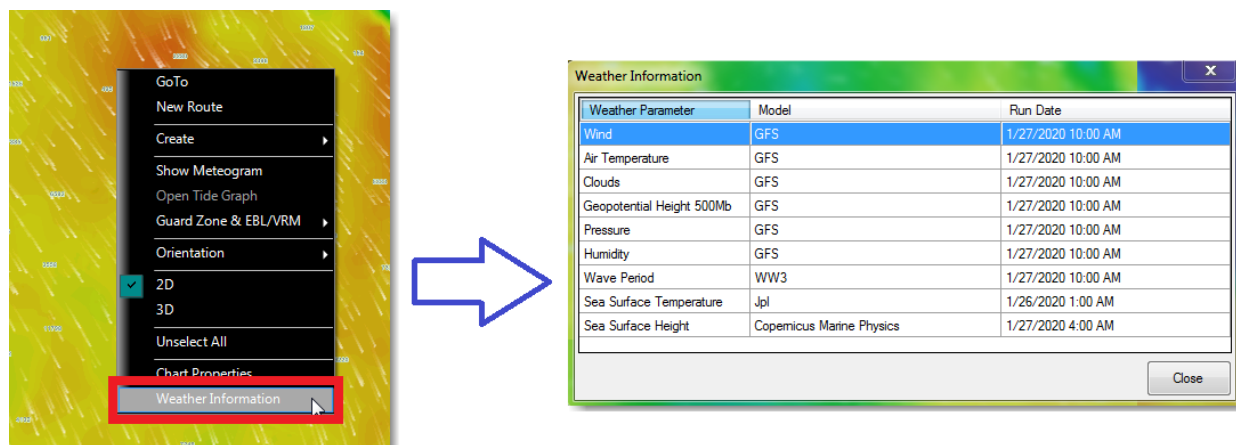 GoTo
New Route
Create
Show Meteogram
Open Tide Graph
Guard Zone & EBL/VRM
Orientation
2D
3D
Unselect All
Chart Properties
Weather Information
Weather Information X
Weather Parameter Model Run Date
Wind GFS 1/27/2020 10:00 AM
Air Temperature GFS 1/27/2020 10:00 AM
Clouds GFS 1/27/2020 10:00 AM
Geopotential Height 500Mb GFS 1/27/2020 10:00 AM
Pressure GFS 1/27/2020 10:00 AM
Humidity GFS 1/27/2020 10:00 AM
Wave Period WW3 1/27/2020 10:00 AM
Sea Surface Temperature Jpl 1/26/2020 1:00 AM
Sea Surface Height Copernicus Marine Physics 1/27/2020 4:00 AM
Close